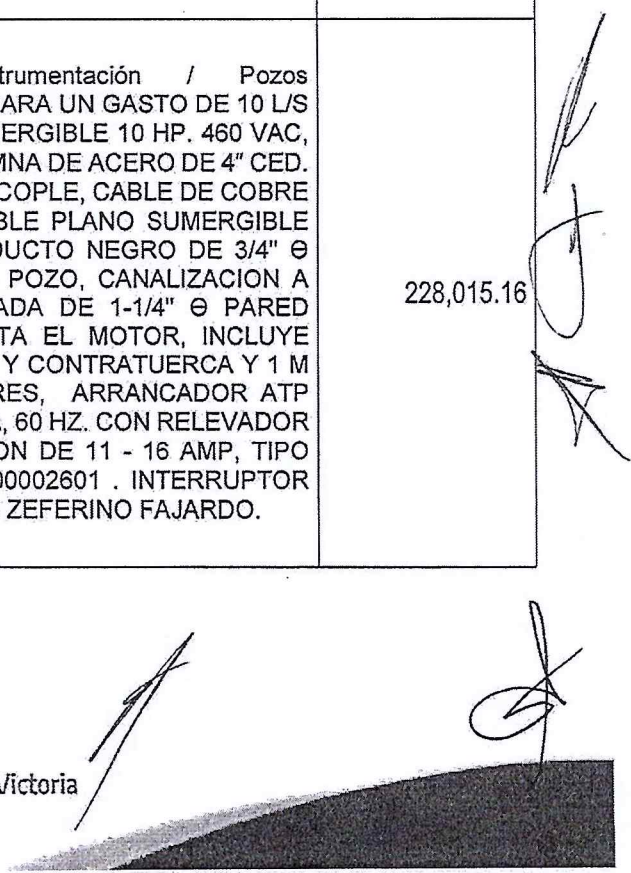 trumentación / Pozos
ARA UN GASTO DE 10 L/S
ERGIBLE 10 HP. 460 VAC,
MNA DE ACERO DE 4" CED.
COPLE, CABLE DE COBRE
BLE PLANO SUMERGIBLE
DUCTO NEGRO DE 3/4" Ɵ
POZO, CANALIZACION A
ADA DE 1-1/4" Ɵ PARED
TA EL MOTOR, INCLUYE
Y CONTRATUERCA Y 1 M
RES, ARRANCADOR ATP
, 60 HZ. CON RELEVADOR
ON DE 11 - 16 AMP, TIPO
00002601 . INTERRUPTOR
ZEFERINO FAJARDO.
228,015.16
Victoria